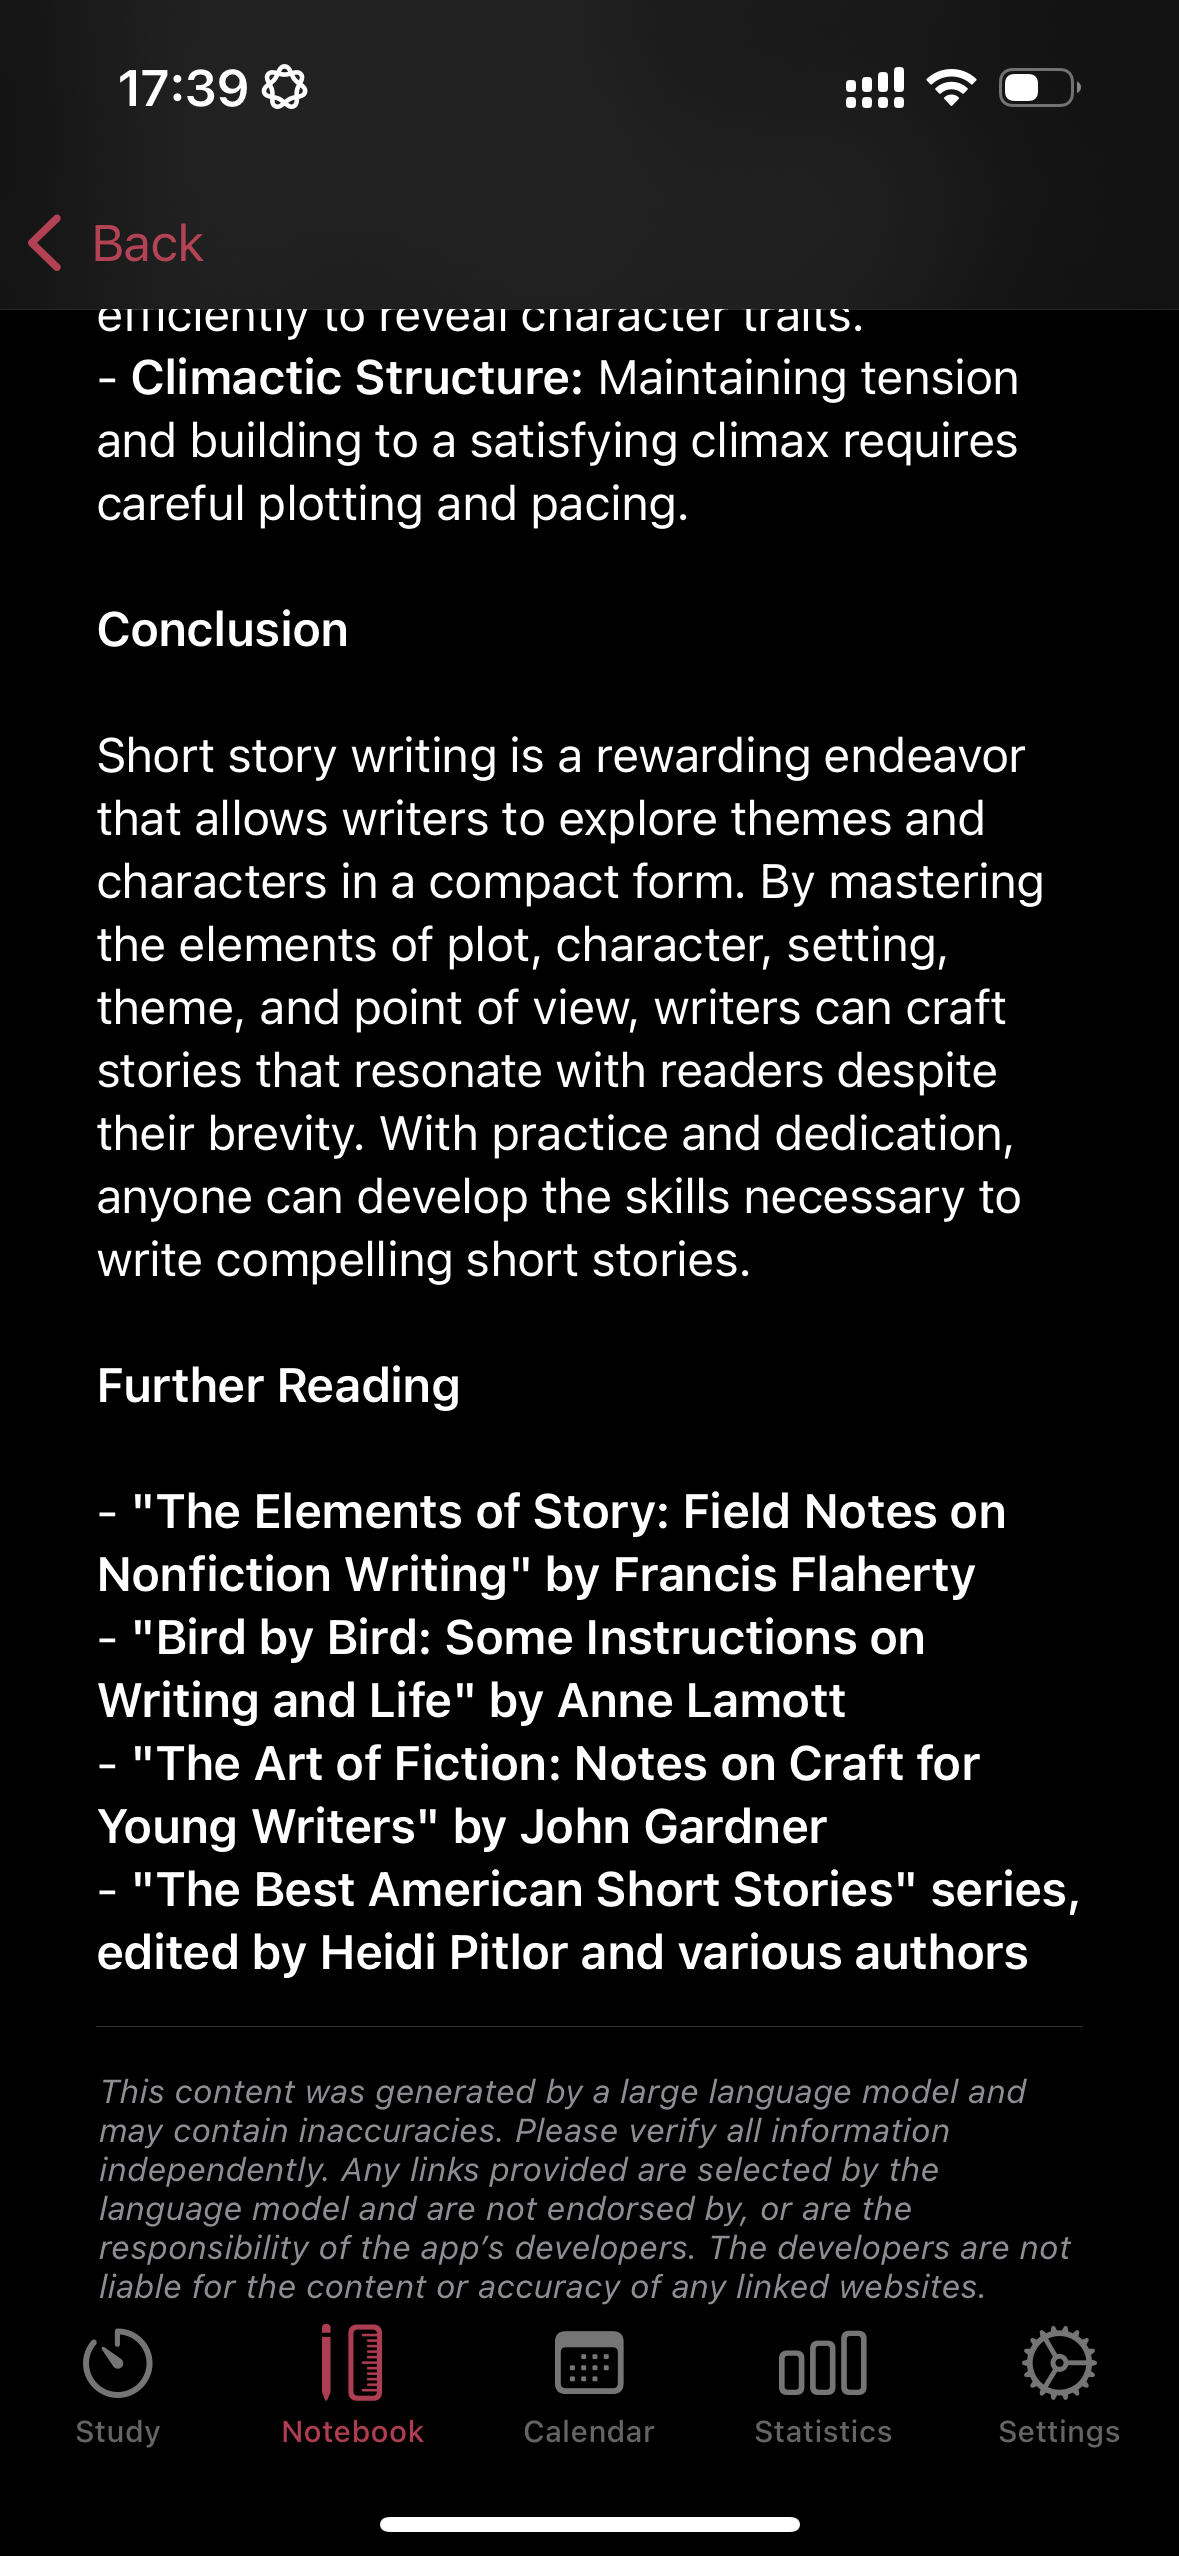 17:39
Back
efficiently to reveal character traits.
- Climactic Structure: Maintaining tension
and building to a satisfying climax requires
careful plotting and pacing.
Conclusion
Short story writing is a rewarding endeavor
that allows writers to explore themes and
characters in a compact form. By mastering
the elements of plot, character, setting,
theme, and point of view, writers can craft
stories that resonate with readers despite
their brevity. With practice and dedication,
anyone can develop the skills necessary to
write compelling short stories.
Further Reading
- "The Elements of Story: Field Notes on
Nonfiction Writing" by Francis Flaherty
- "Bird by Bird: Some Instructions on
Writing and Life" by Anne Lamott
- "The Art of Fiction: Notes on Craft for
Young Writers" by John Gardner
- "The Best American Short Stories" series,
edited by Heidi Pitlor and various authors
This content was generated by a large language model and
may contain inaccuracies. Please verify all information
independently. Any links provided are selected by the
language model and are not endorsed by, or are the
responsibility of the app’s developers. The developers are not
liable for the content or accuracy of any linked websites.
Study
Notebook
Calendar
Statistics
Settings